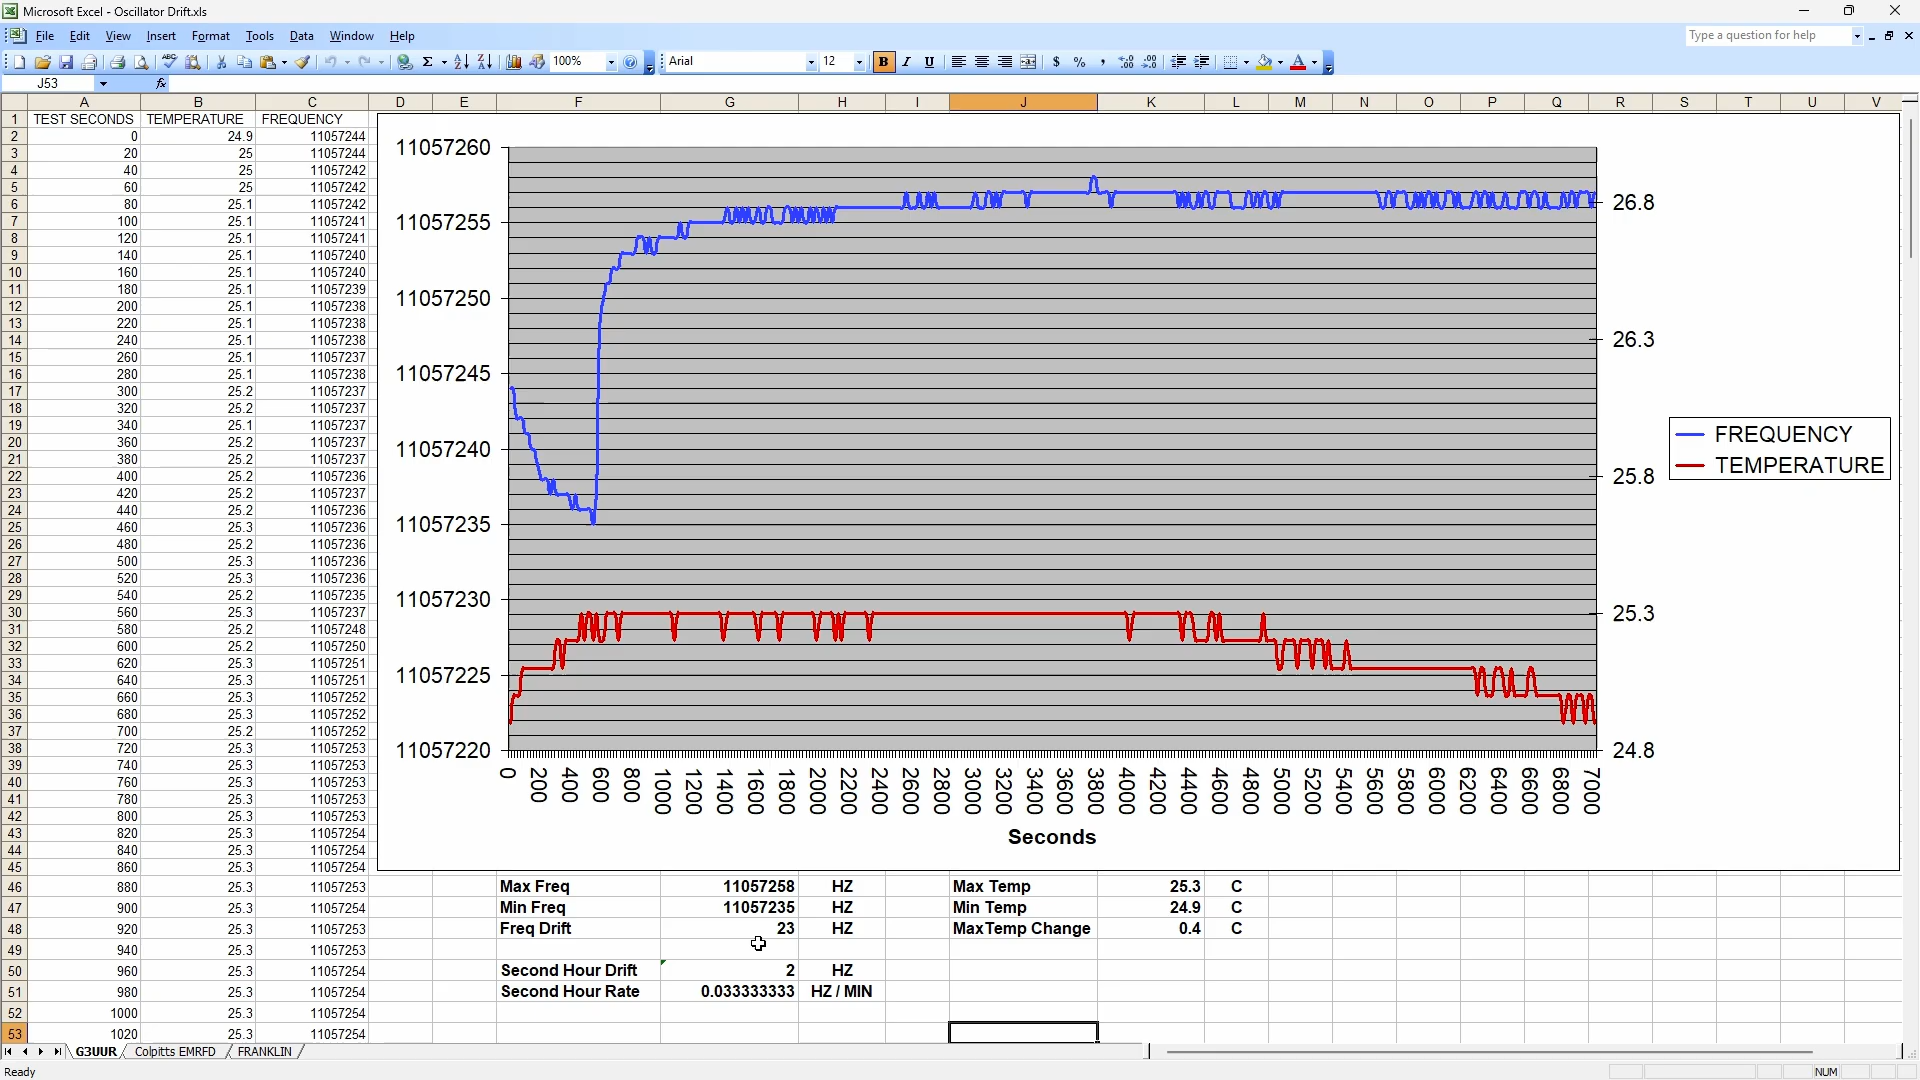 Microsoft Excel - Oscillator Drift.xls
File Edit View Insert Format Tools Data Window Help
Type a question for help
100%
Arial 12 B I U $ % ,
J53 fx
A B C D E F G H I J K L M N O P Q R S T U V
1 TEST SECONDS TEMPERATURE FREQUENCY
2 0 24.9 11057244
3 20 25 11057244
4 40 25 11057242
5 60 25 11057242
6 80 25.1 11057242
7 100 25.1 11057241
8 120 25.1 11057241
9 140 25.1 11057240
10 160 25.1 11057240
11 180 25.1 11057239
12 200 25.1 11057238
13 220 25.1 11057238
14 240 25.1 11057238
15 260 25.1 11057237
16 280 25.1 11057238
17 300 25.2 11057237
18 320 25.2 11057237
19 340 25.1 11057237
20 360 25.2 11057237
21 380 25.2 11057237
22 400 25.2 11057236
23 420 25.2 11057237
24 440 25.2 11057236
25 460 25.3 11057236
26 480 25.2 11057236
27 500 25.3 11057236
28 520 25.3 11057236
29 540 25.2 11057235
30 560 25.3 11057237
31 580 25.2 11057248
32 600 25.2 11057250
33 620 25.3 11057251
34 640 25.3 11057251
35 660 25.3 11057252
36 680 25.3 11057252
37 700 25.2 11057252
38 720 25.3 11057253
39 740 25.3 11057253
40 760 25.3 11057253
41 780 25.3 11057253
42 800 25.3 11057253
43 820 25.3 11057254
44 840 25.3 11057254
45 860 25.3 11057254
46 880 25.3 11057253
47 900 25.3 11057254
48 920 25.3 11057253
49 940 25.3 11057253
50 960 25.3 11057254
51 980 25.3 11057254
52 1000 25.3 11057254
53 1020 25.3 11057254
11057260
11057255
11057250
11057245
11057240
11057235
11057230
11057225
11057220
26.8
26.3
25.8
25.3
24.8
FREQUENCY
TEMPERATURE
0 200 400 600 800 1000 1200 1400 1600 1800 2000 2200 2400 2600 2800 3000 3200 3400 3600 3800 4000 4200 4400 4600 4800 5000 5200 5400 5600 5800 6000 6200 6400 6600 6800 7000
Seconds
Max Freq 11057258 HZ Max Temp 25.3 C
Min Freq 11057235 HZ Min Temp 24.9 C
Freq Drift 23 HZ MaxTemp Change 0.4 C
Second Hour Drift 2 HZ
Second Hour Rate 0.033333333 HZ / MIN
G3UUR Colpitts EMRFD FRANKLIN
Ready NUM